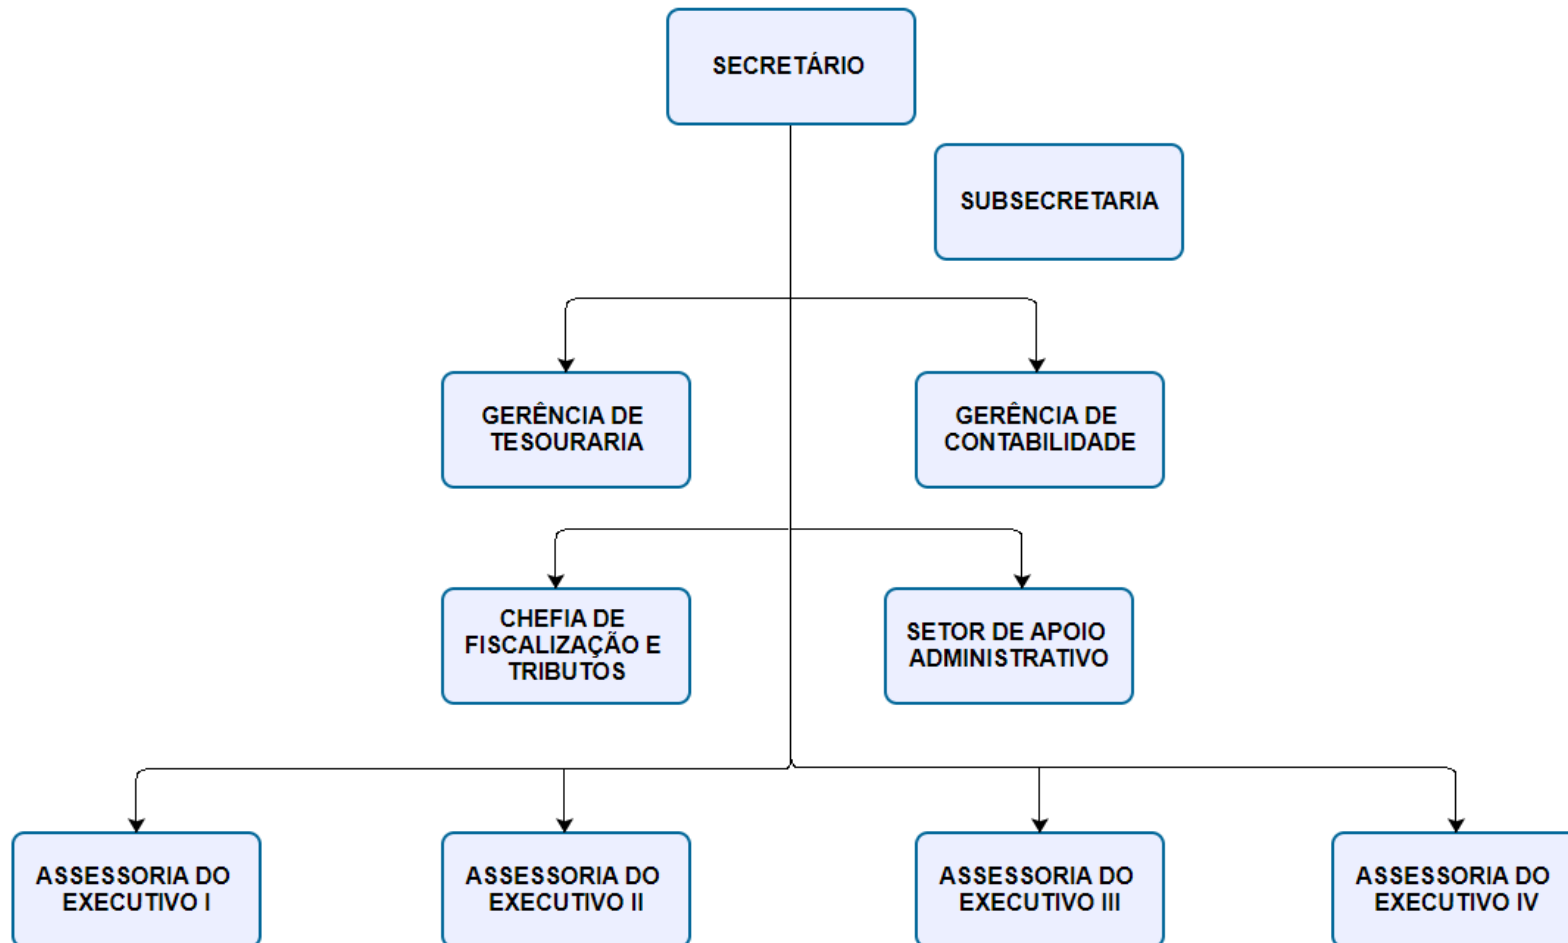 SECRETÁRIO
SUBSECRETARIA
GERÊNCIA DE
TESOURARIA
GERÊNCIA DE
CONTABILIDADE
CHEFIA DE
FISCALIZAÇÃO E
TRIBUTOS
SETOR DE APOIO
ADMINISTRATIVO
ASSESSORIA DO
EXECUTIVO I
ASSESSORIA DO
EXECUTIVO II
ASSESSORIA DO
EXECUTIVO III
ASSESSORIA DO
EXECUTIVO IV